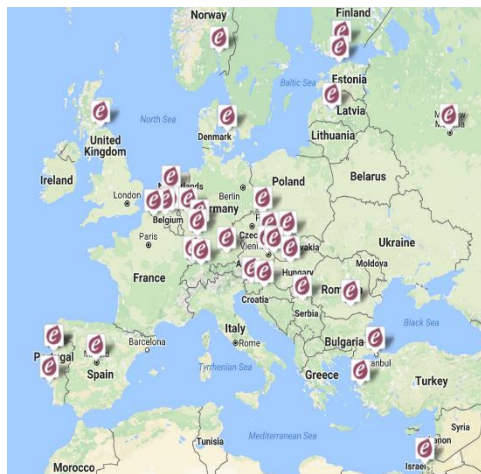 Norway
Finland
Baltic Sea
Estonia
Latvia
Lithuania
North Sea
Denmark
United
Kingdom
Ireland
London
Berlin
Poland
Belarus
Belgium
Paris
Ukraine
France
Hungary
Moldova
Croatia
Serbia
Italy
Rome
Bulgaria
Black Sea
Barcelona
Portugal
Spain
Tyrrhenian Sea
Greece
Turkey
Mediterranean Sea
Syria
Tunisia
Israel
Morocco